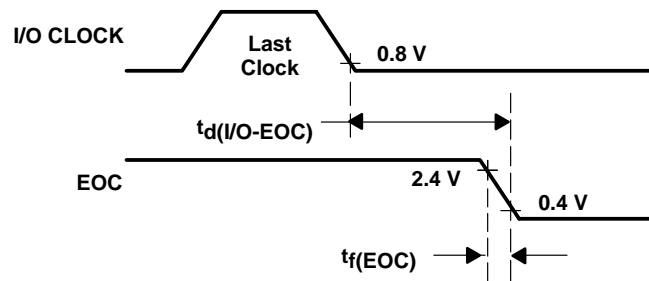 I/O CLOCK
Last
Clock
0.8 V
td(I/O-EOC)
EOC
2.4 V
0.4 V
tf(EOC)